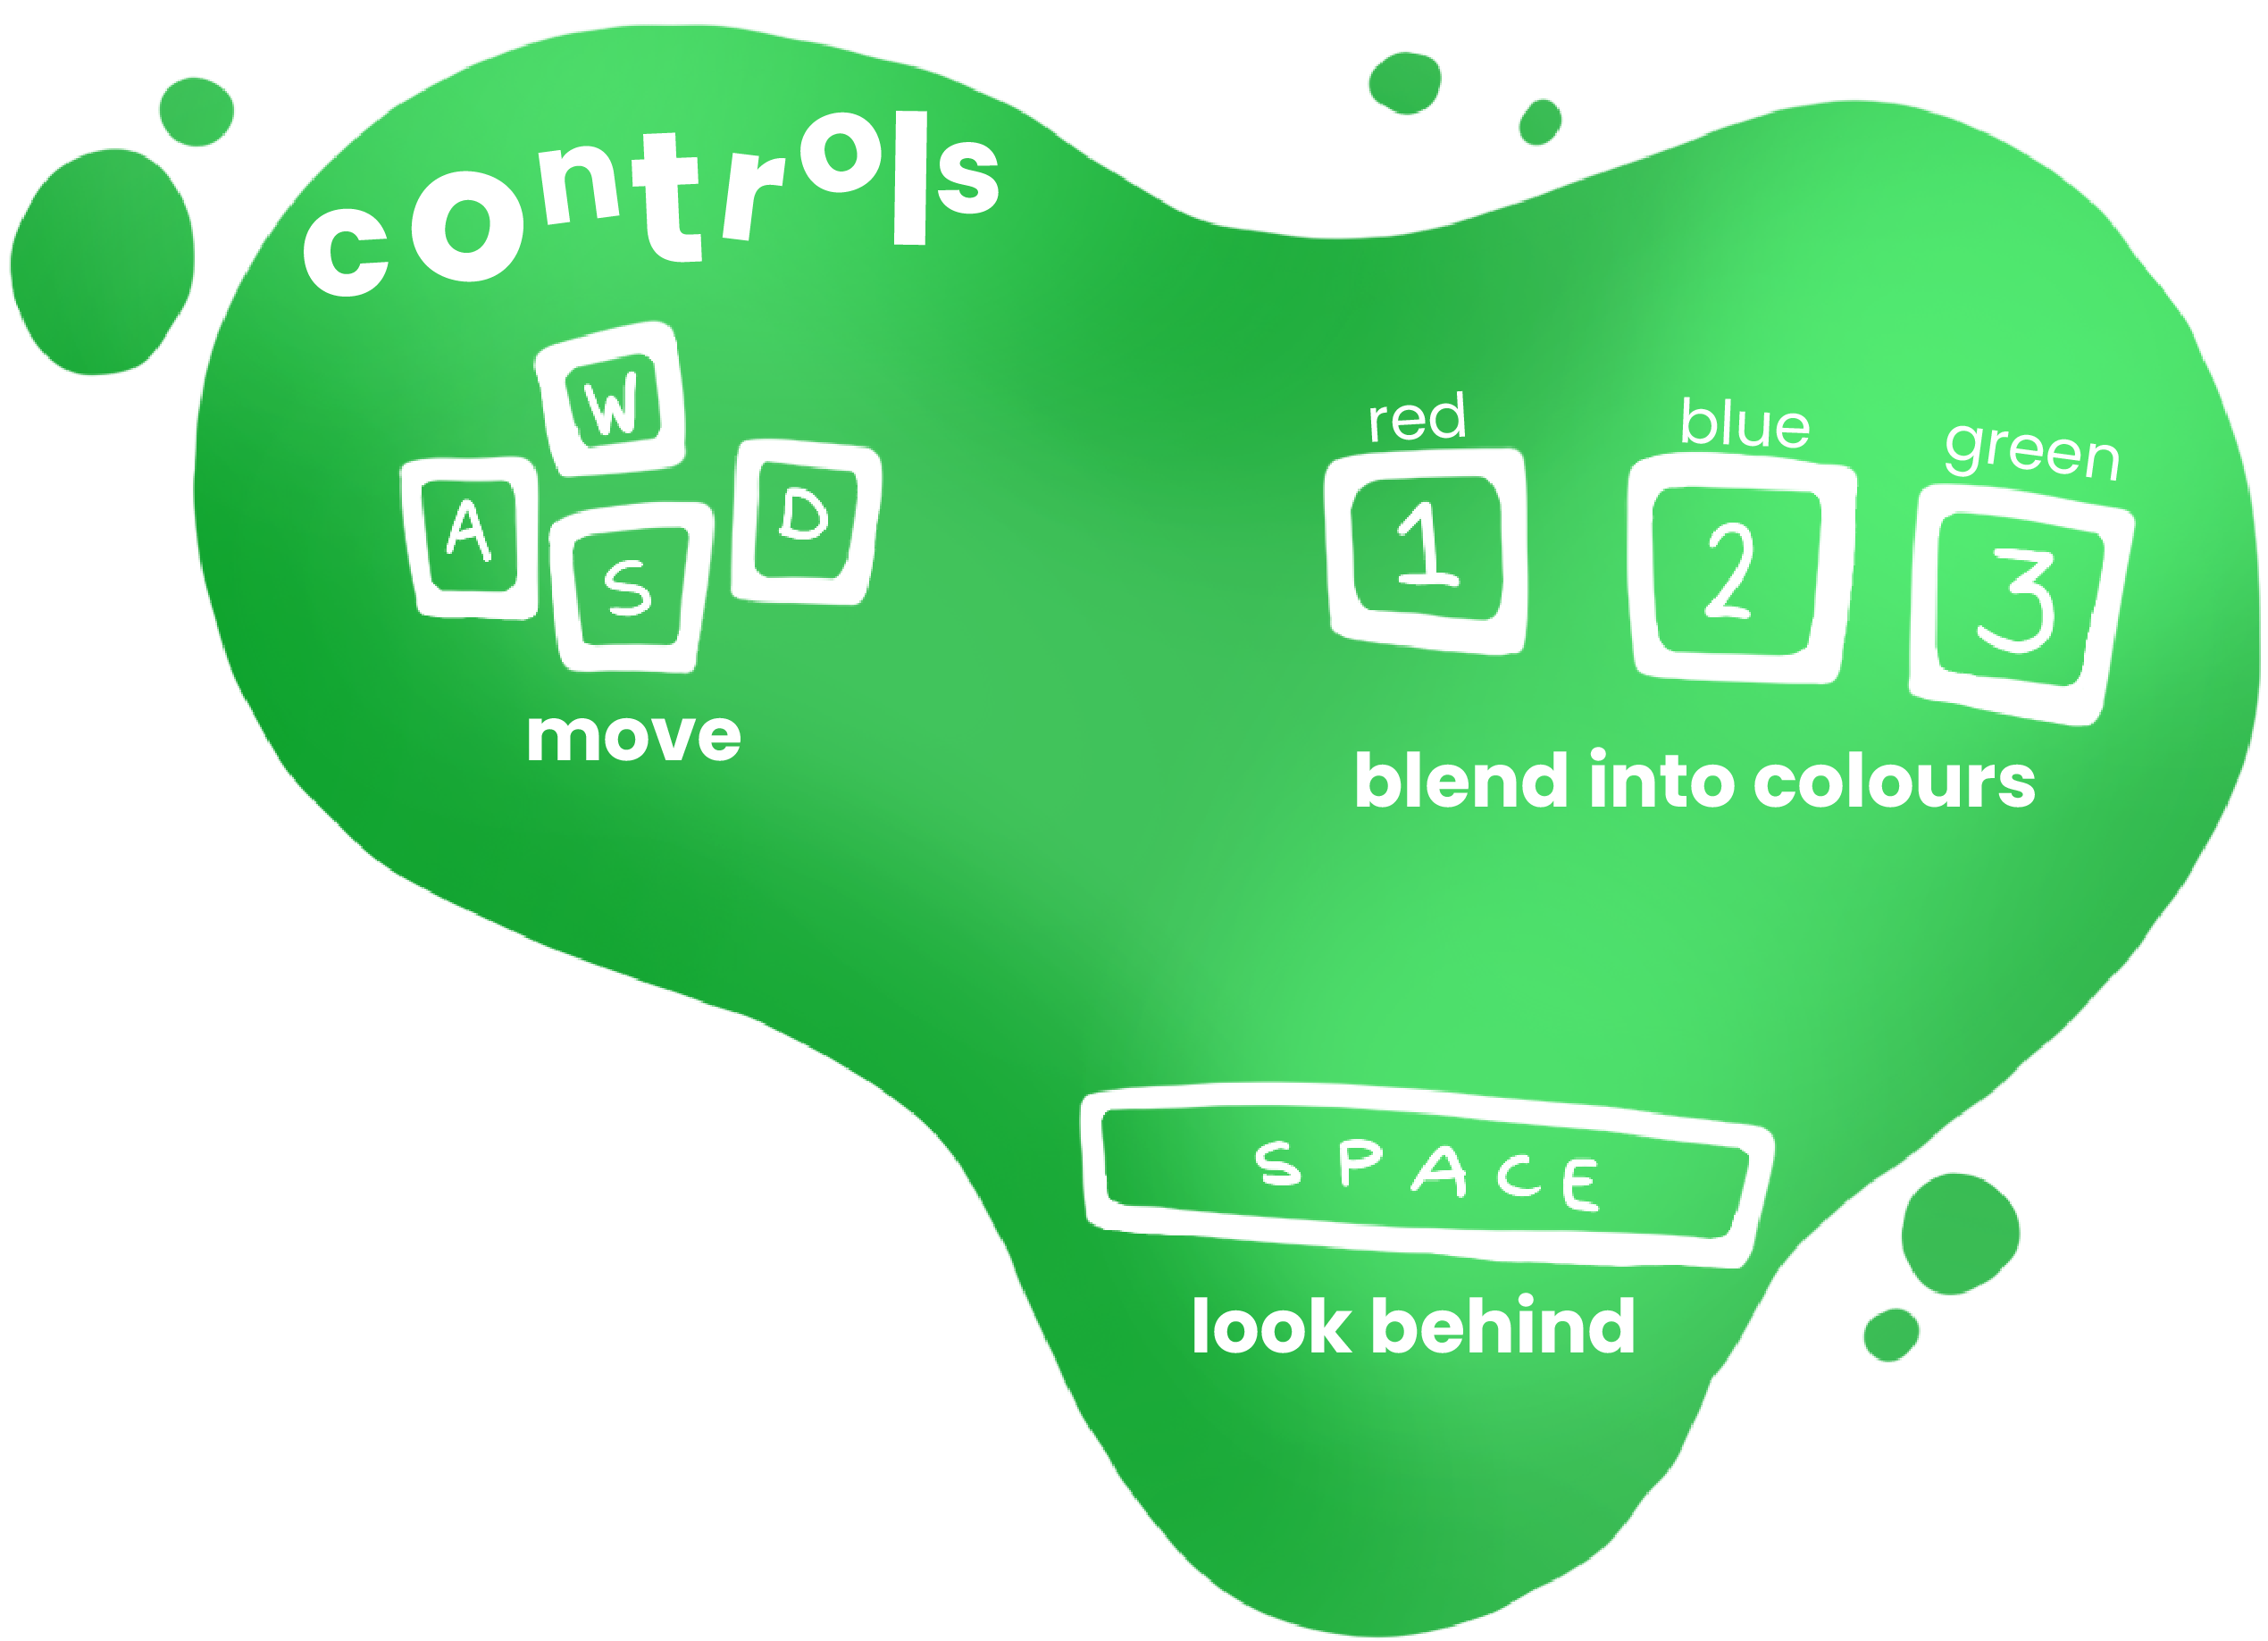 controls
W
A S D
move
red blue green
1 2 3
blend into colours
SPACE
look behind